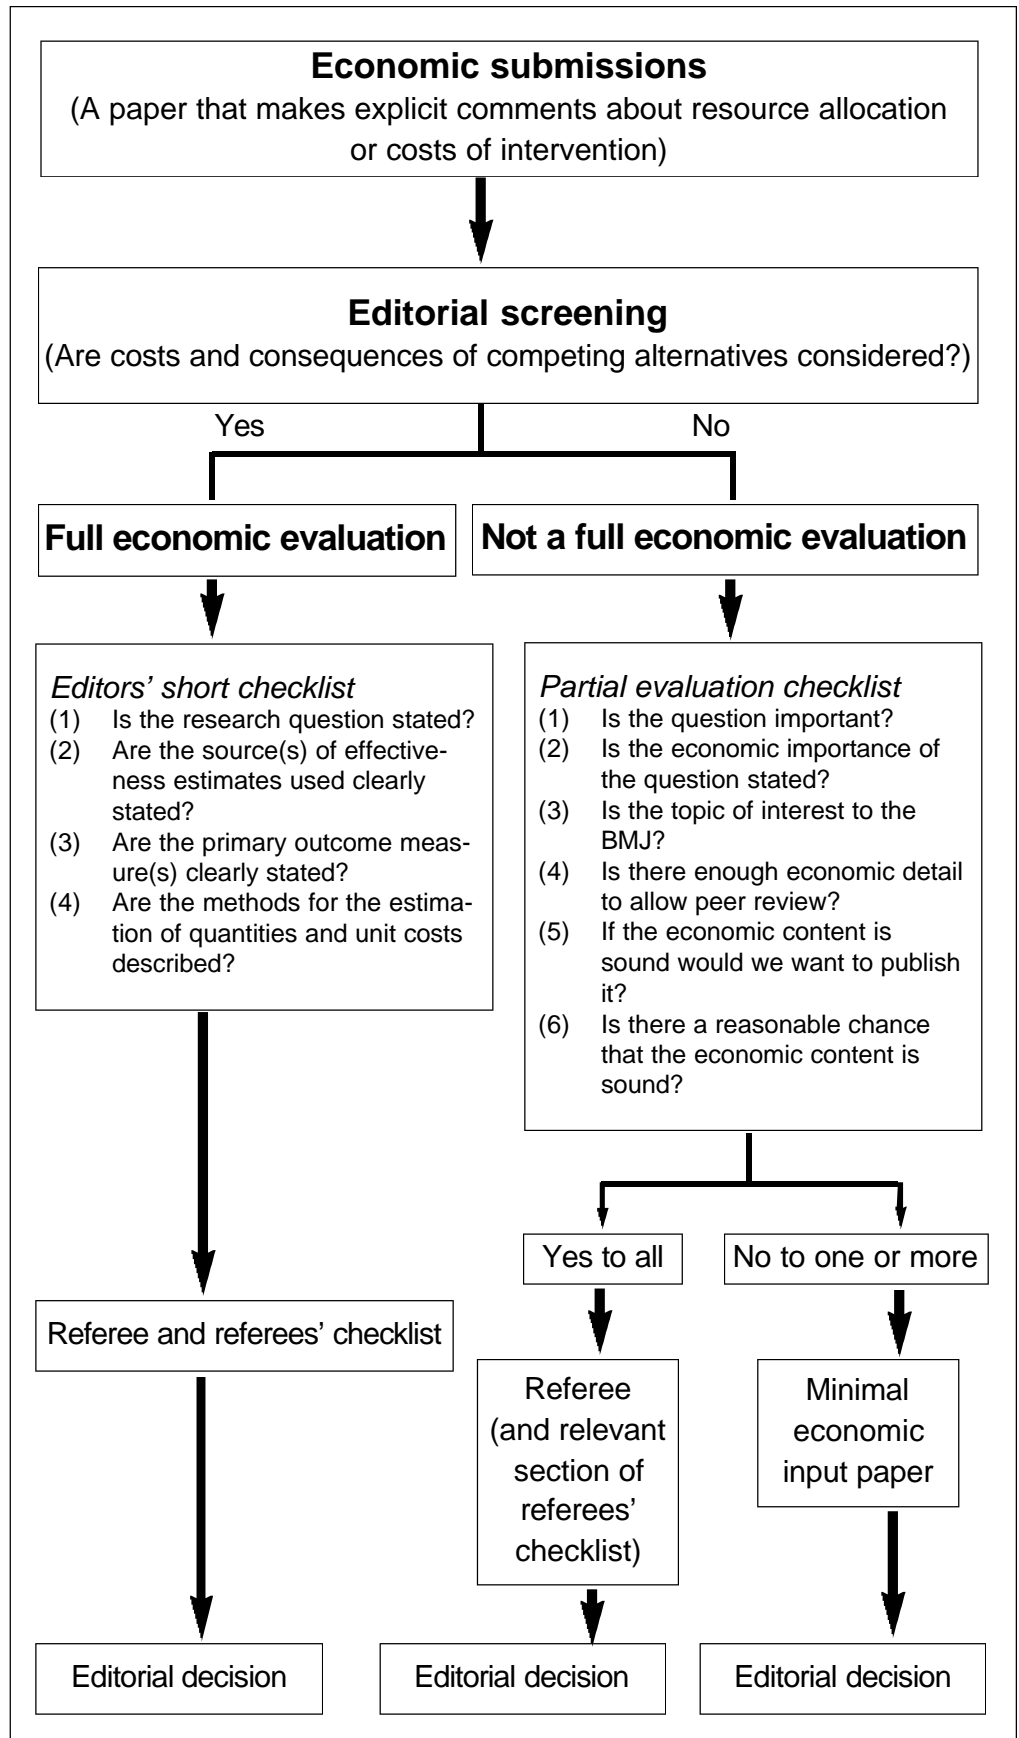 Economic submissions
(A paper that makes explicit comments about resource allocation
or costs of intervention)
Editorial screening
(Are costs and consequences of competing alternatives considered?)
Yes
No
Full economic evaluation
Not a full economic evaluation
Editors' short checklist
(1) Is the research question stated?
(2) Are the source(s) of effective-
ness estimates used clearly
stated?
(3) Are the primary outcome meas-
ure(s) clearly stated?
(4) Are the methods for the estima-
tion of quantities and unit costs
described?
Partial evaluation checklist
(1) Is the question important?
(2) Is the economic importance of
the question stated?
(3) Is the topic of interest to the
BMJ?
(4) Is there enough economic detail
to allow peer review?
(5) If the economic content is
sound would we want to publish
it?
(6) Is there a reasonable chance
that the economic content is
sound?
Yes to all
No to one or more
Referee and referees' checklist
Referee
(and relevant
section of
referees'
checklist)
Minimal
economic
input paper
Editorial decision
Editorial decision
Editorial decision